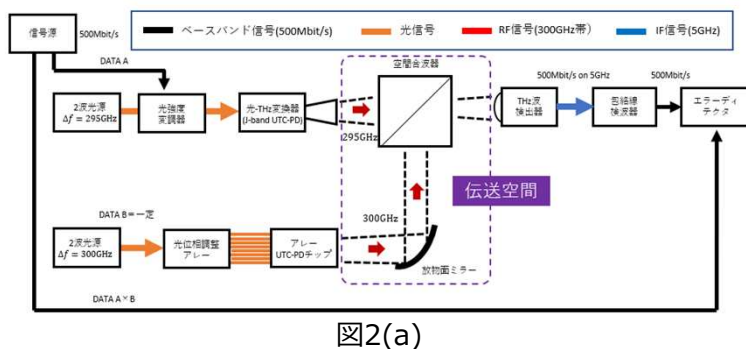 信号源
500Mbit/s
ベースバンド信号(500Mbit/s)
光信号
RF信号(300GHz帯)
IF信号(5GHz)
DATA A
空間合波器
2波光源
Δf = 295GHz
光強度
変調器
光-THz変換器
(J-band UTC-PD)
295GHz
500Mbit/s on 5GHz
500Mbit/s
THz波
検出器
包絡線
検波器
エラーディ
テクタ
伝送空間
DATA B=一定
300GHz
2波光源
Δf = 300GHz
光位相調整
アレー
アレー
UTC-PDチップ
放物面ミラー
DATA A×B
図2(a)